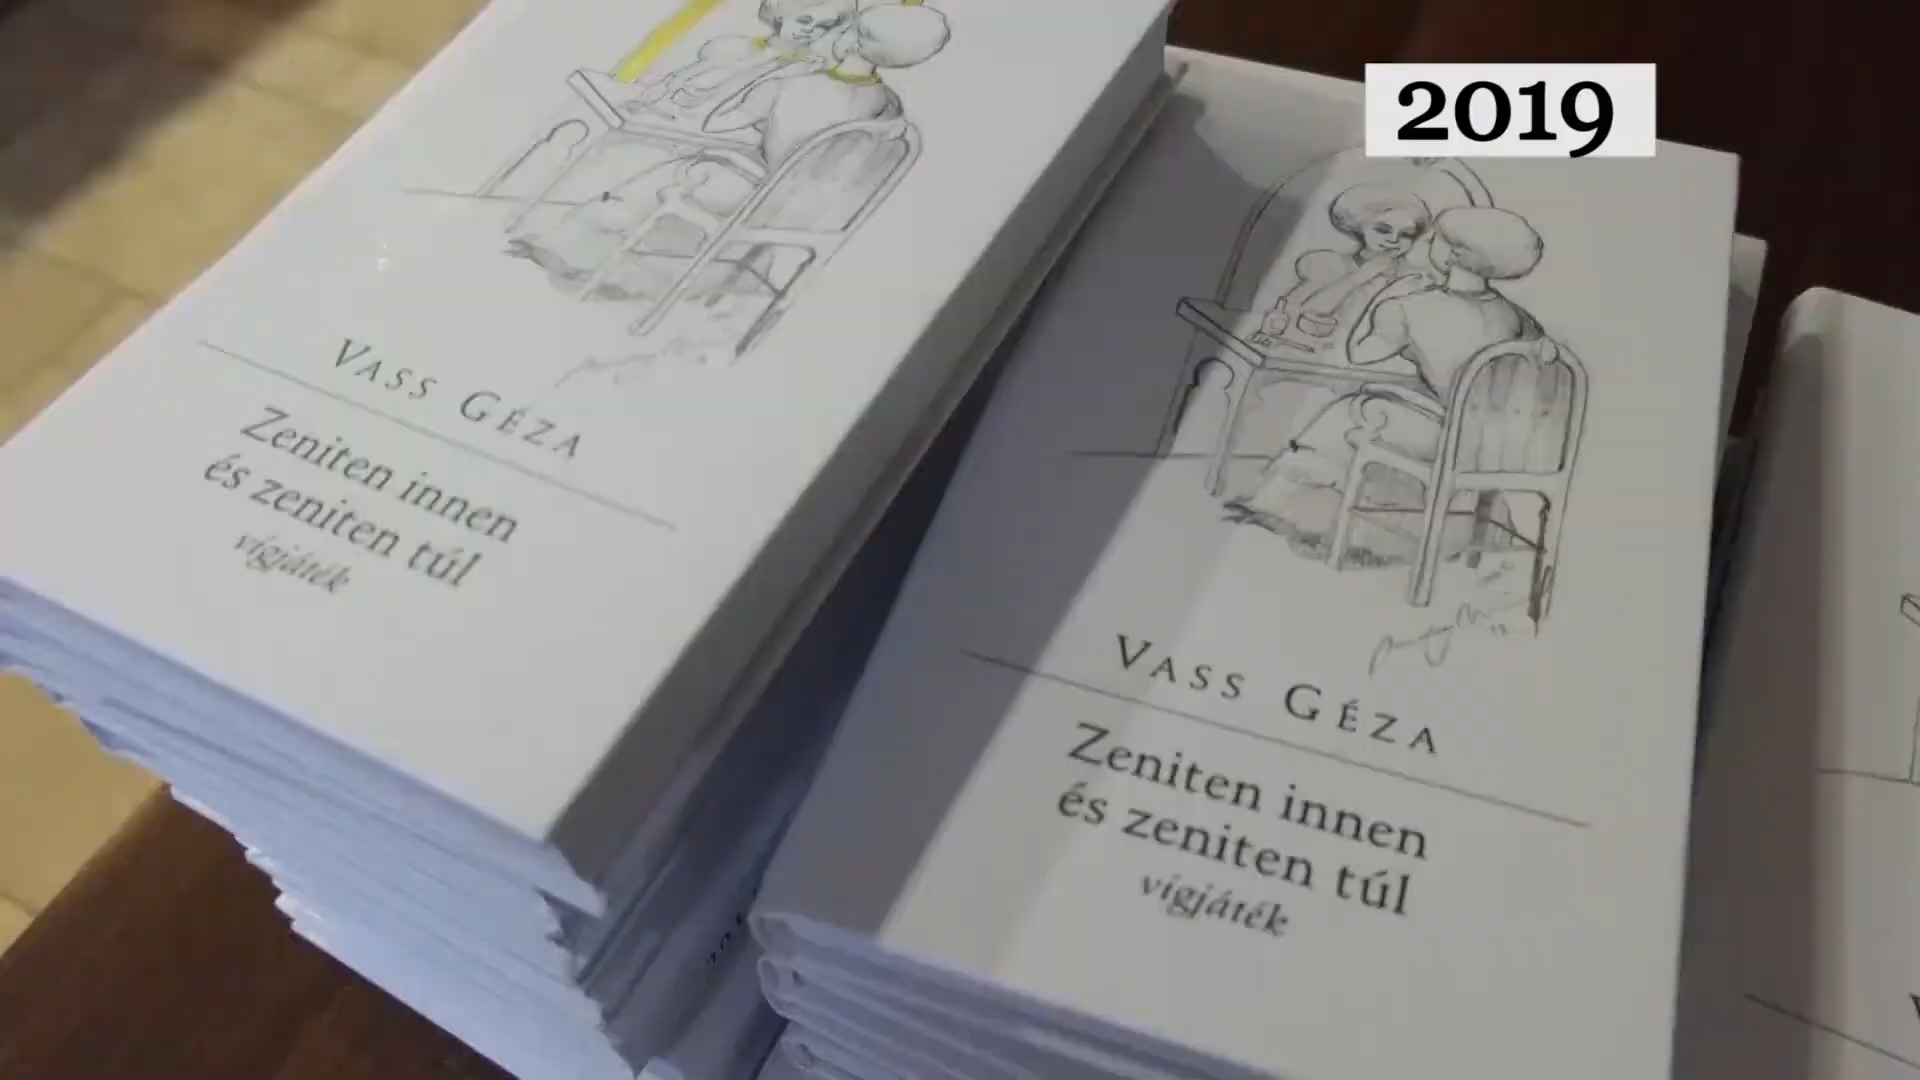 2019
VASS GÉZA
Zeniten innen
és zeniten túl
vígjáték
VASS GÉZA
Zeniten innen
és zeniten túl
vígjáték